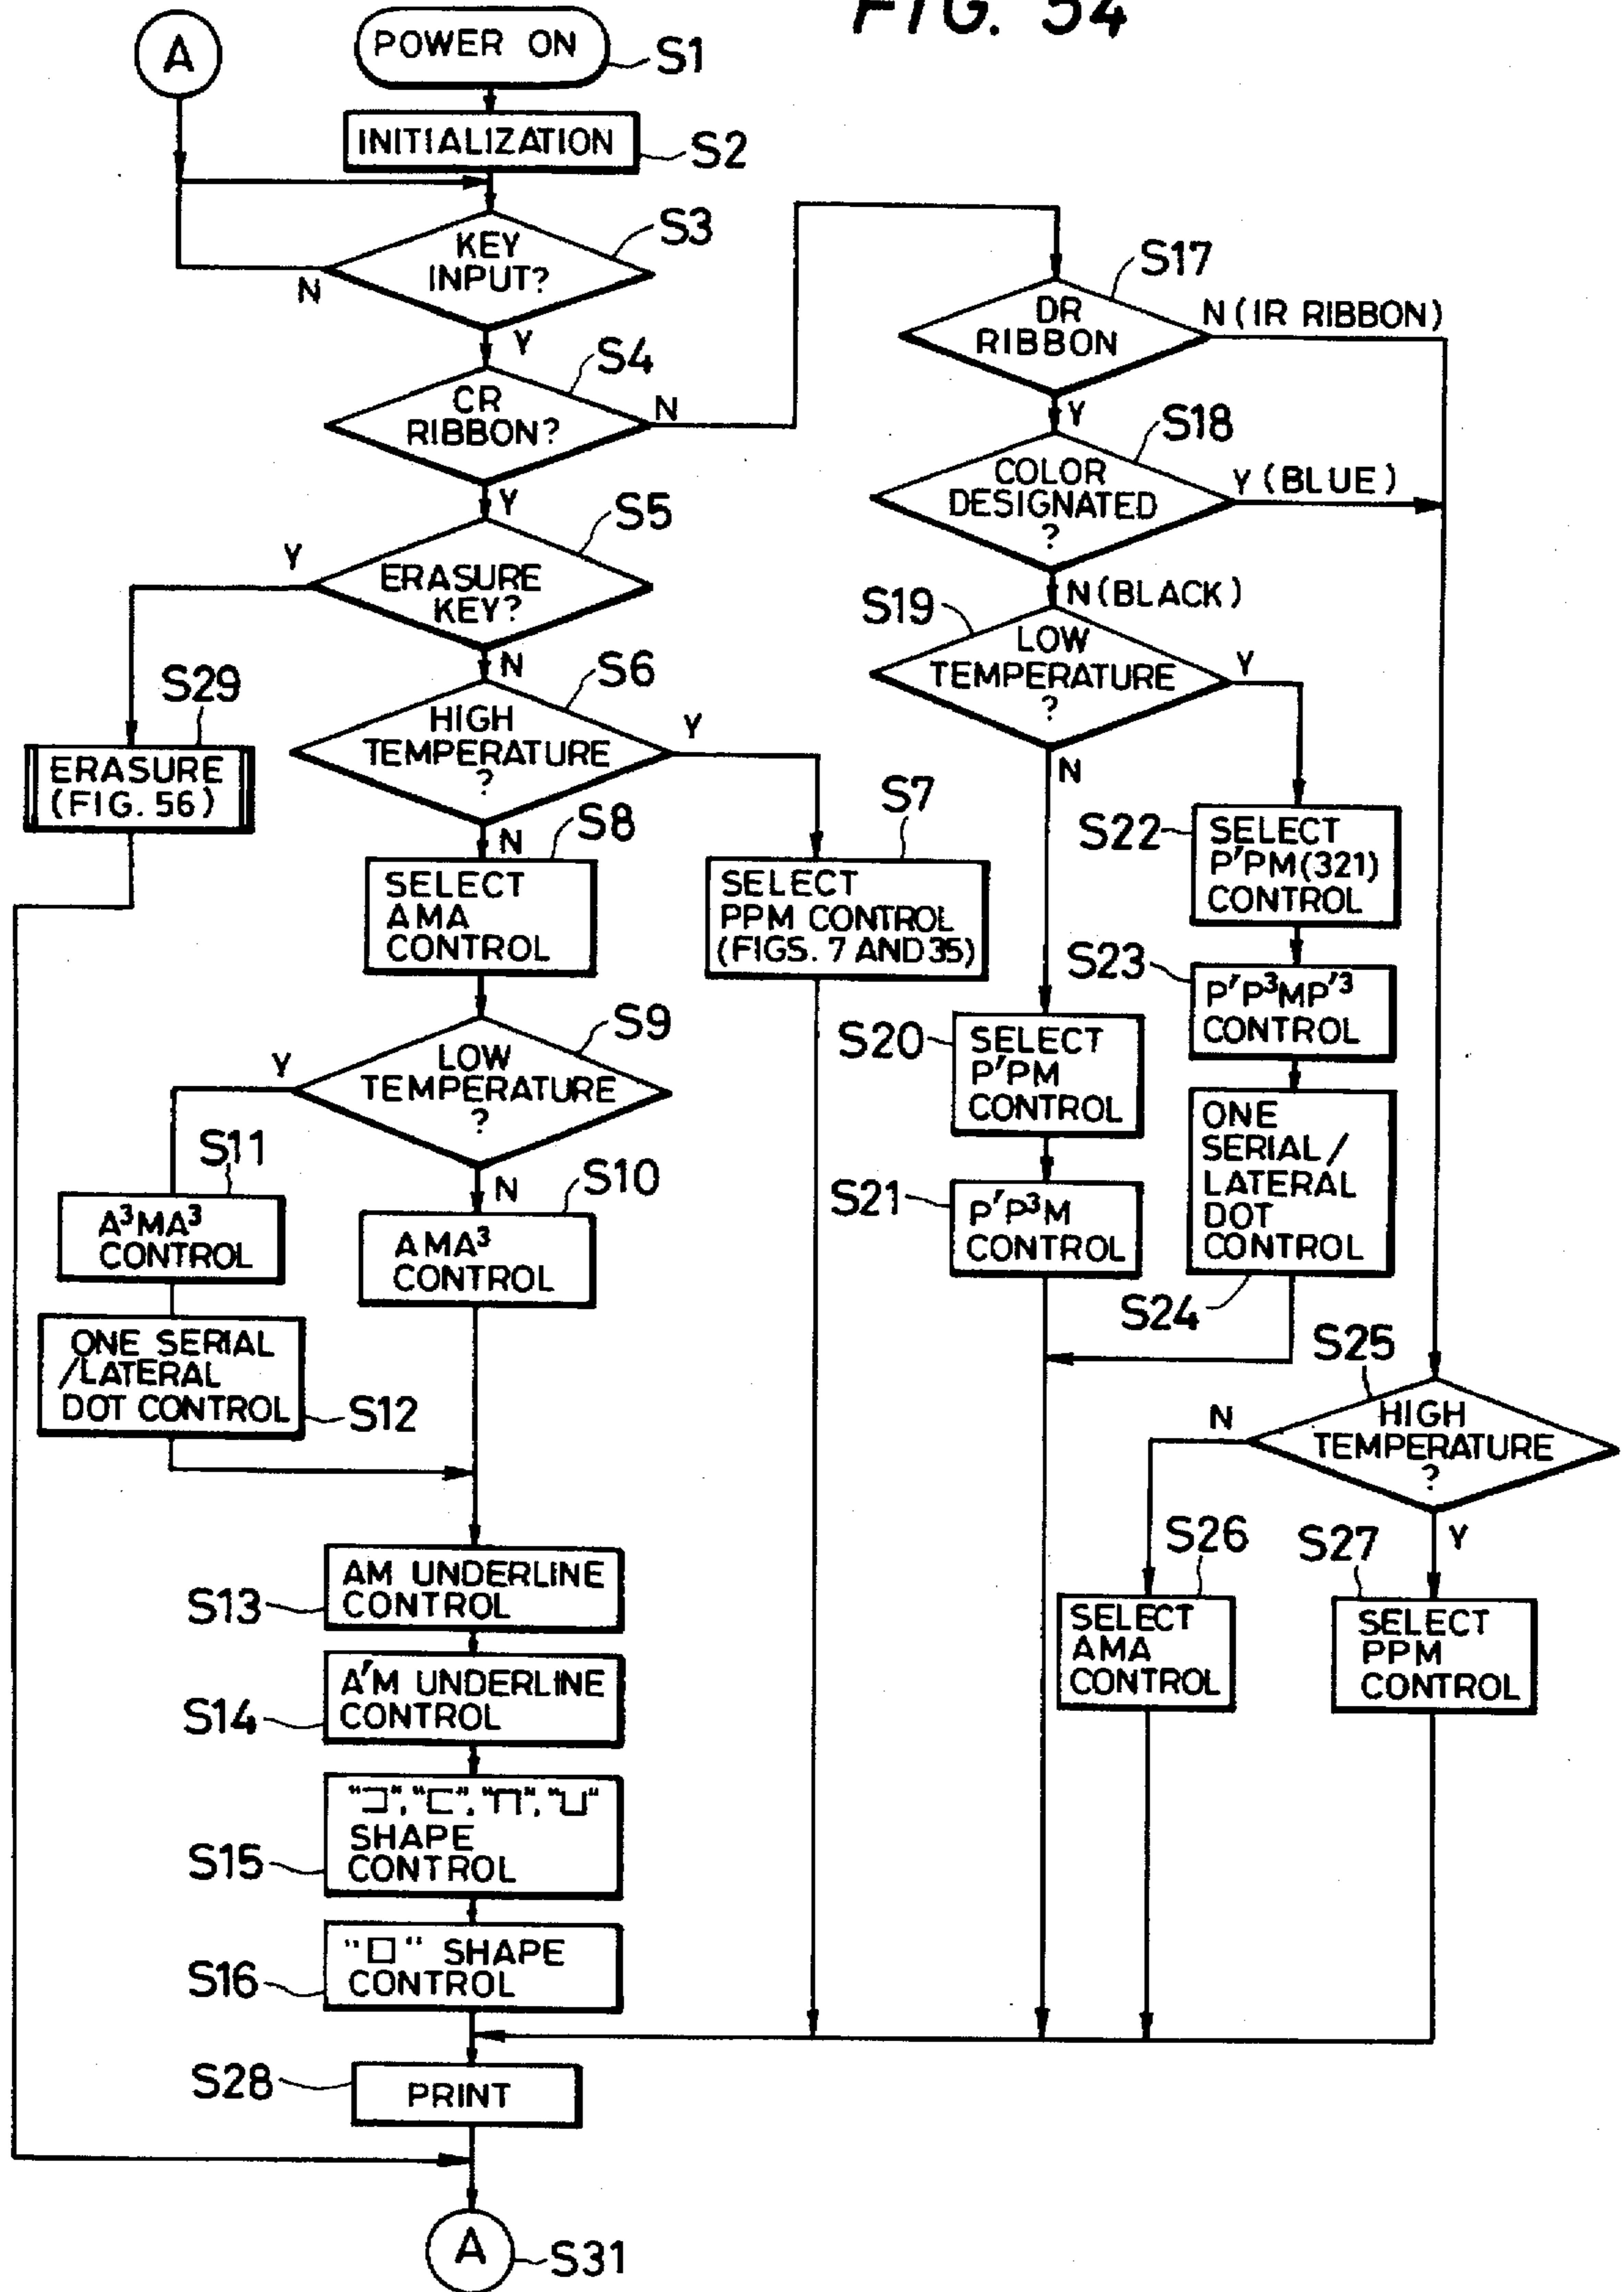 FIG. 54
A
POWER ON
S1
INITIALIZATION
S2
KEY
INPUT?
S3
N
Y
CR
RIBBON?
S4
N
Y
ERASURE
KEY?
S5
Y
N
S29
ERASURE
(FIG. 56)
HIGH
TEMPERATURE
?
S6
Y
N
S7
SELECT
PPM CONTROL
(FIGS. 7 AND 35)
S8
SELECT
AMA
CONTROL
S9
LOW
TEMPERATURE
?
Y
N
S11
A³MA³
CONTROL
S10
AMA³
CONTROL
ONE SERIAL
/LATERAL
DOT CONTROL
S12
AM UNDERLINE
CONTROL
S13
A'M UNDERLINE
CONTROL
S14
"⊐", "⊏", "⊓", "⊔"
SHAPE
CONTROL
S15
"□" SHAPE
CONTROL
S16
S17
DR
RIBBON
N (IR RIBBON)
Y
S18
COLOR
DESIGNATED
?
Y (BLUE)
N (BLACK)
S19
LOW
TEMPERATURE
?
Y
N
S22
SELECT
P'PM(321)
CONTROL
S23
P'P³MP'³
CONTROL
S20
SELECT
P'PM
CONTROL
ONE
SERIAL/
LATERAL
DOT
CONTROL
S24
S21
P'P³M
CONTROL
S25
HIGH
TEMPERATURE
?
N
Y
S26
SELECT
AMA
CONTROL
S27
SELECT
PPM
CONTROL
S28
PRINT
A
S31